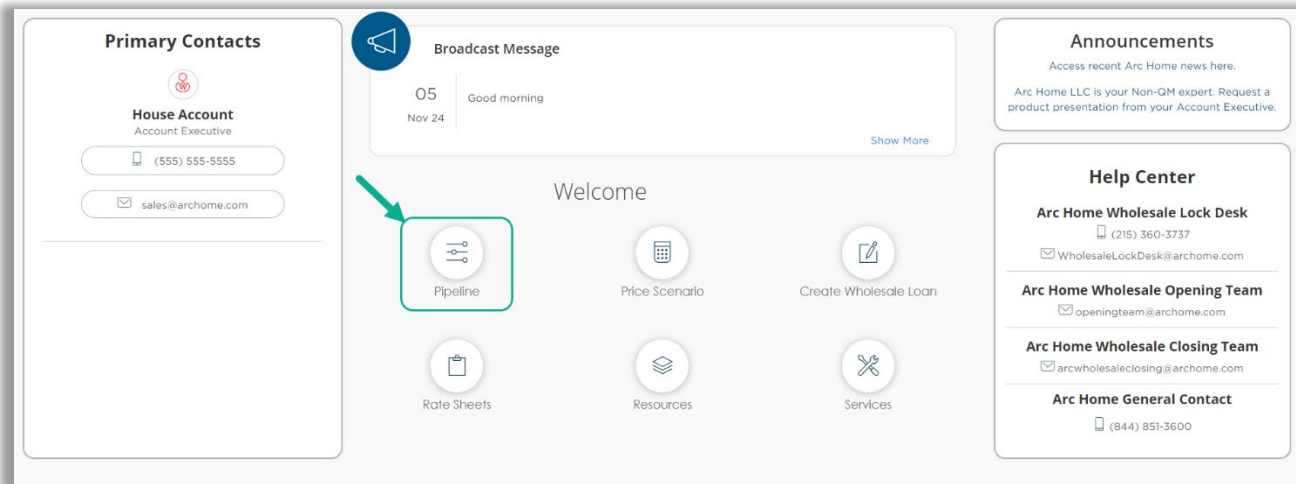 Primary Contacts
House Account
Account Executive
(555) 555-5555
sales@archome.com
Broadcast Message
05
Nov 24
Good morning
Show More
Welcome
Pipeline
Price Scenario
Create Wholesale Loan
Rate Sheets
Resources
Services
Announcements
Access recent Arc Home news here.
Arc Home LLC is your Non-QM expert. Request a
product presentation from your Account Executive.
Help Center
Arc Home Wholesale Lock Desk
(215) 360-3737
WholesaleLockDesk@archome.com
Arc Home Wholesale Opening Team
openingteam@archome.com
Arc Home Wholesale Closing Team
arcwholesaleclosing@archome.com
Arc Home General Contact
(844) 851-3600